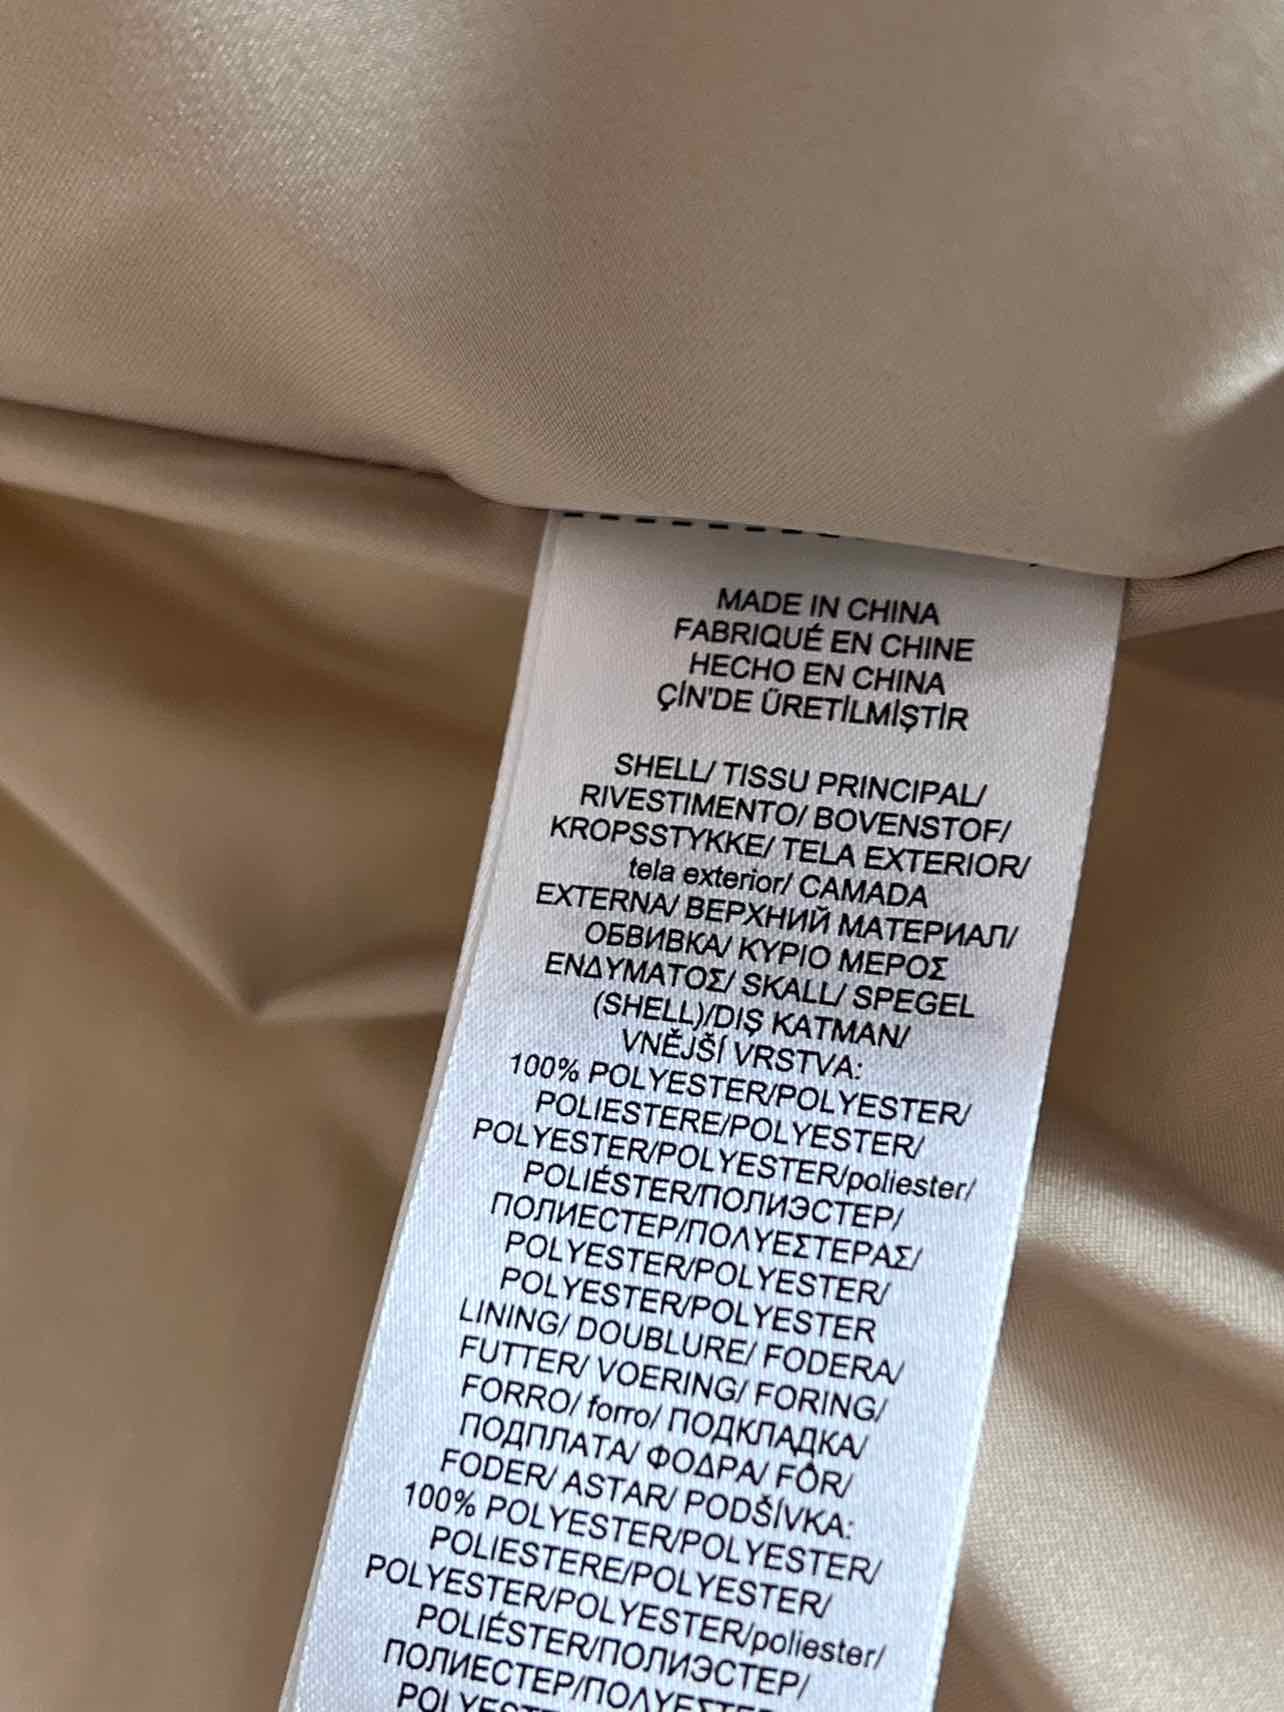 MADE IN CHINA
FABRIQUÉ EN CHINE
HECHO EN CHINA
ÇİN'DE ÜRETİLMİŞTİR
SHELL/ TISSU PRINCIPAL/
RIVESTIMENTO/ BOVENSTOF/
KROPSSTYKKE/ TELA EXTERIOR/
tela exterior/ CAMADA
EXTERNA/ ВЕРХНИЙ МАТЕРИАЛ/
ОБВИВКА/ ΚΥΡΙΟ ΜΕΡΟΣ
ΕΝΔΥΜΑΤΟΣ/ SKALL/ SPEGEL
(SHELL)/DIŞ KATMAN/
VNĚJŠÍ VRSTVA:
100% POLYESTER/POLYESTER/
POLIESTERE/POLYESTER/
POLYESTER/POLYESTER/poliester/
POLIÉSTER/ПОЛИЭСТЕР/
ПОЛИЕСТЕР/ΠΟΛΥΕΣΤΕΡΑΣ/
POLYESTER/POLYESTER/
POLYESTER/POLYESTER
LINING/ DOUBLURE/ FODERA/
FUTTER/ VOERING/ FORING/
FORRO/ forro/ ПОДКЛАДКА/
ПОДПЛАТА/ ΦΟΔΡΑ/ FÔR/
FODER/ ASTAR/ PODŠÍVKA:
100% POLYESTER/POLYESTER/
POLIESTERE/POLYESTER/
POLYESTER/POLYESTER/poliester/
POLIÉSTER/ПОЛИЭСТЕР/
ПОЛИЕСТЕР/ΠΟΛΥΕΣΤΕΡ
POLYESTER